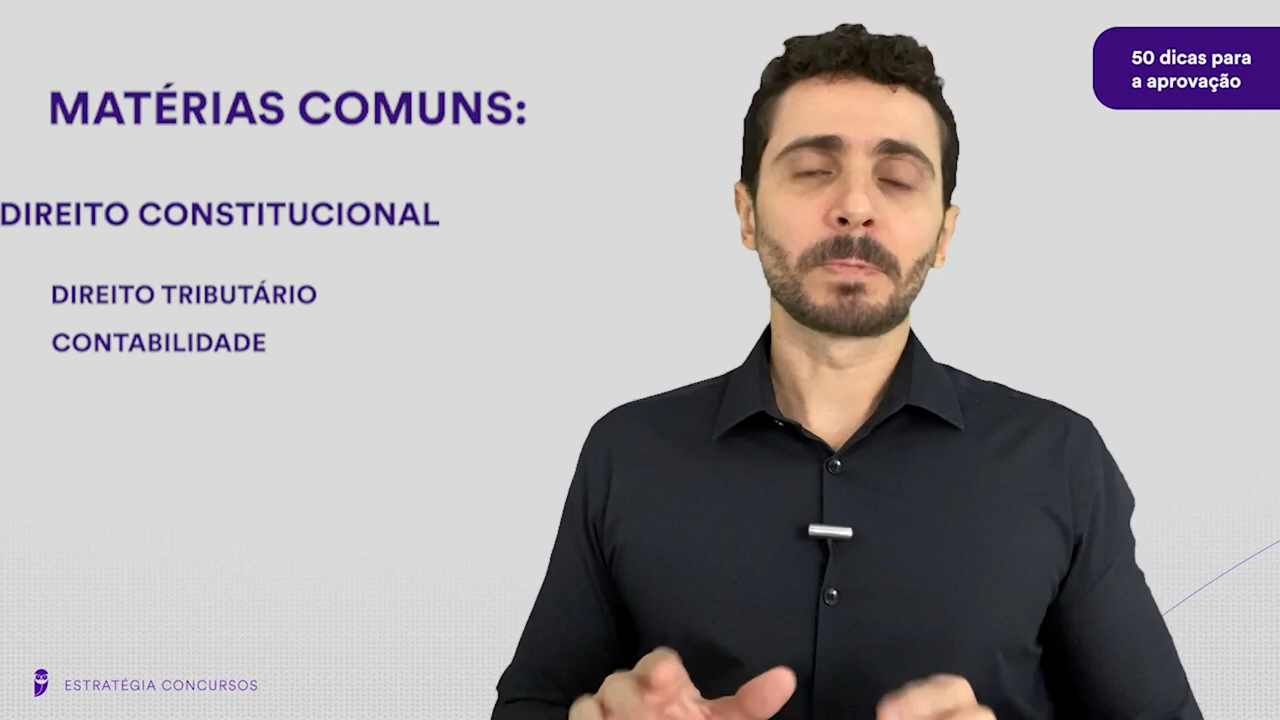 MATÉRIAS COMUNS:
DIREITO CONSTITUCIONAL
DIREITO TRIBUTÁRIO
CONTABILIDADE
50 dicas para
a aprovação
ESTRATÉGIA CONCURSOS